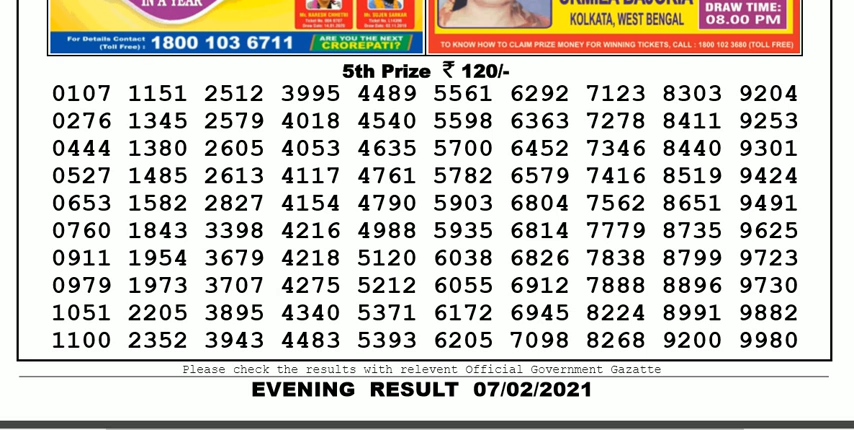 IN A YEAR
For Details Contact
(Toll Free) : 1800 103 6711
ARE YOU THE NEXT
CROREPATI?
KOLKATA, WEST BENGAL
DRAW TIME:
08.00 PM
TO KNOW HOW TO CLAIM PRIZE MONEY FOR WINNING TICKETS, CALL : 1800 102 3680 (TOLL FREE)
5th Prize ₹ 120/-
0107 1151 2512 3995 4489 5561 6292 7123 8303 9204
0276 1345 2579 4018 4540 5598 6363 7278 8411 9253
0444 1380 2605 4053 4635 5700 6452 7346 8440 9301
0527 1485 2613 4117 4761 5782 6579 7416 8519 9424
0653 1582 2827 4154 4790 5903 6804 7562 8651 9491
0760 1843 3398 4216 4988 5935 6814 7779 8735 9625
0911 1954 3679 4218 5120 6038 6826 7838 8799 9723
0979 1973 3707 4275 5212 6055 6912 7888 8896 9730
1051 2205 3895 4340 5371 6172 6945 8224 8991 9882
1100 2352 3943 4483 5393 6205 7098 8268 9200 9980
Please check the results with relevent Official Government Gazatte
EVENING RESULT 07/02/2021